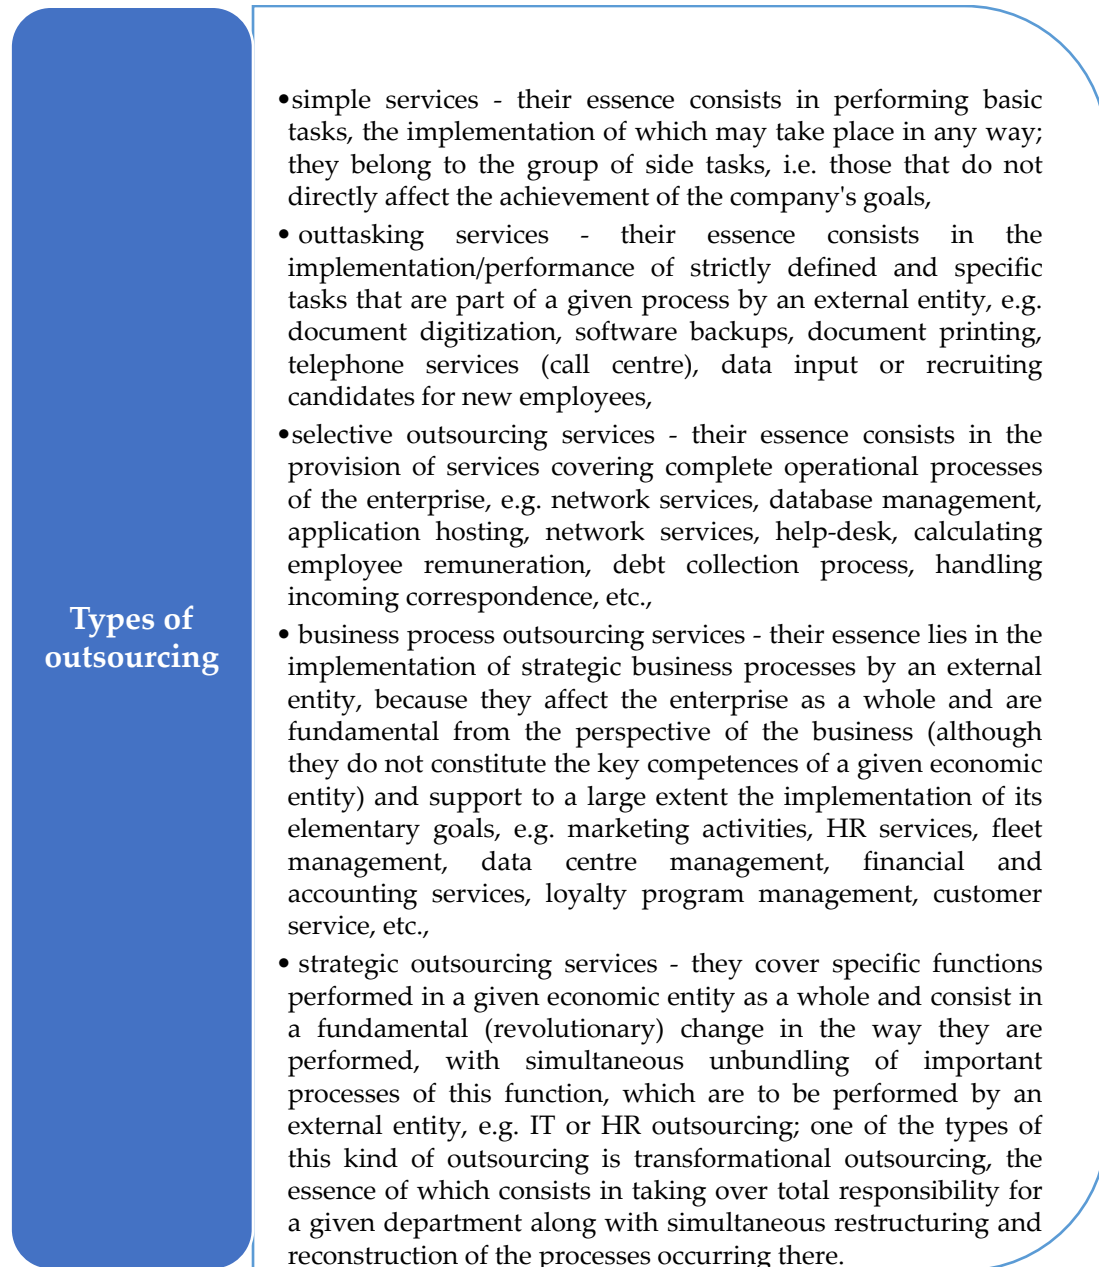 Types of
outsourcing
•simple services - their essence consists in performing basic
tasks, the implementation of which may take place in any way;
they belong to the group of side tasks, i.e. those that do not
directly affect the achievement of the company's goals,
• outtasking services - their essence consists in the
implementation/performance of strictly defined and specific
tasks that are part of a given process by an external entity, e.g.
document digitization, software backups, document printing,
telephone services (call centre), data input or recruiting
candidates for new employees,
•selective outsourcing services - their essence consists in the
provision of services covering complete operational processes
of the enterprise, e.g. network services, database management,
application hosting, network services, help-desk, calculating
employee remuneration, debt collection process, handling
incoming correspondence, etc.,
• business process outsourcing services - their essence lies in the
implementation of strategic business processes by an external
entity, because they affect the enterprise as a whole and are
fundamental from the perspective of the business (although
they do not constitute the key competences of a given economic
entity) and support to a large extent the implementation of its
elementary goals, e.g. marketing activities, HR services, fleet
management, data centre management, financial and
accounting services, loyalty program management, customer
service, etc.,
• strategic outsourcing services - they cover specific functions
performed in a given economic entity as a whole and consist in
a fundamental (revolutionary) change in the way they are
performed, with simultaneous unbundling of important
processes of this function, which are to be performed by an
external entity, e.g. IT or HR outsourcing; one of the types of
this kind of outsourcing is transformational outsourcing, the
essence of which consists in taking over total responsibility for
a given department along with simultaneous restructuring and
reconstruction of the processes occurring there.